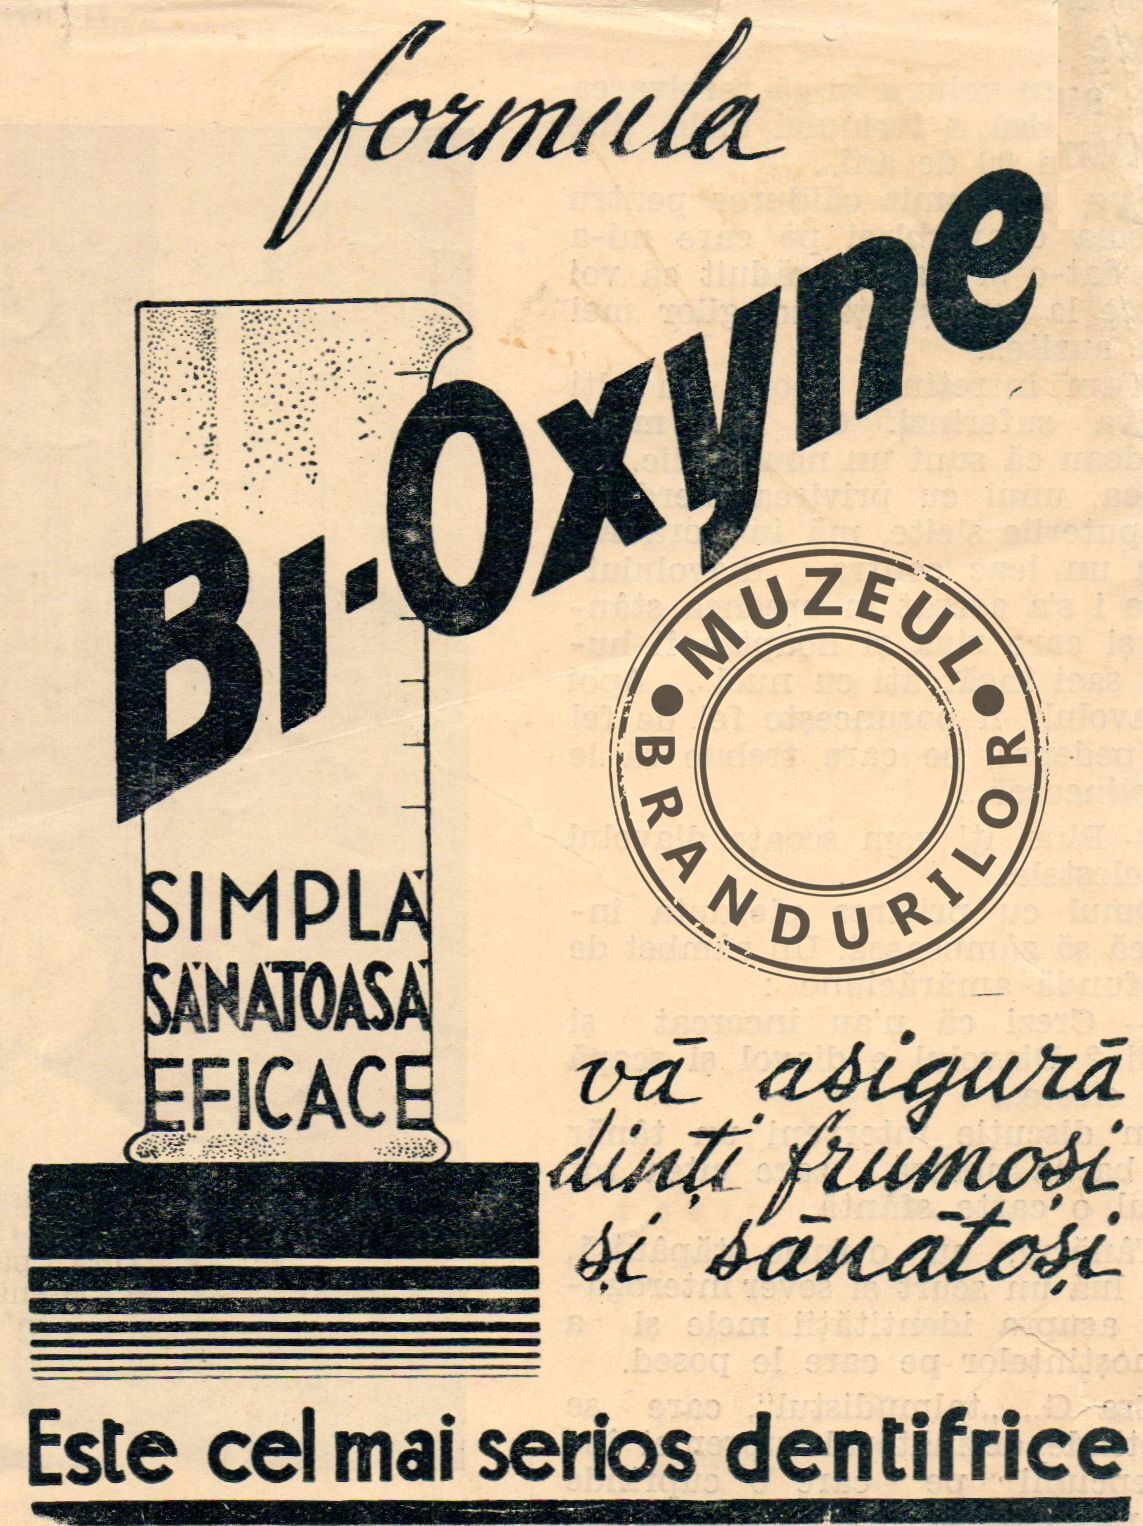 formula
Bi-Oxyne
SIMPLĂ
SĂNĂTOASĂ
EFICACE
MUZEUL
BRANDURILOR
vă asigură
dinți frumoși
și sănătoși
Este cel mai serios dentifrice